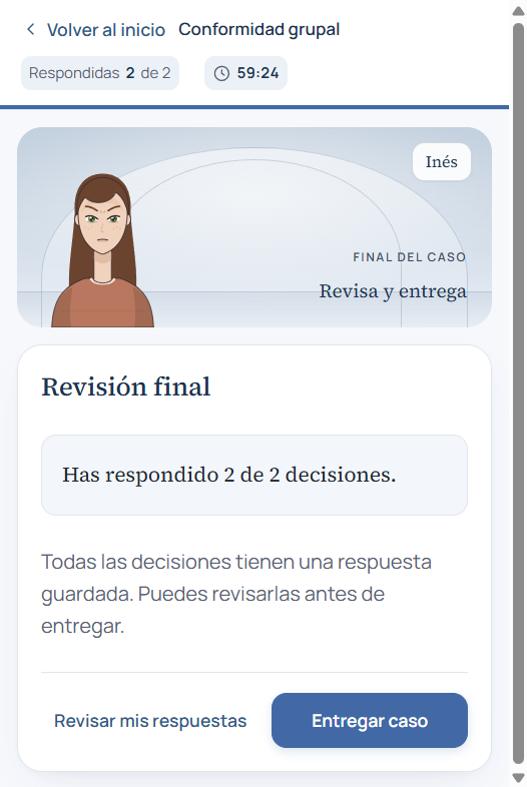 Volver al inicio Conformidad grupal
Respondidas 2 de 2 59:24
Inés
FINAL DEL CASO
Revisa y entrega
Revisión final
Has respondido 2 de 2 decisiones.
Todas las decisiones tienen una respuesta
guardada. Puedes revisarlas antes de
entregar.
Revisar mis respuestas Entregar caso